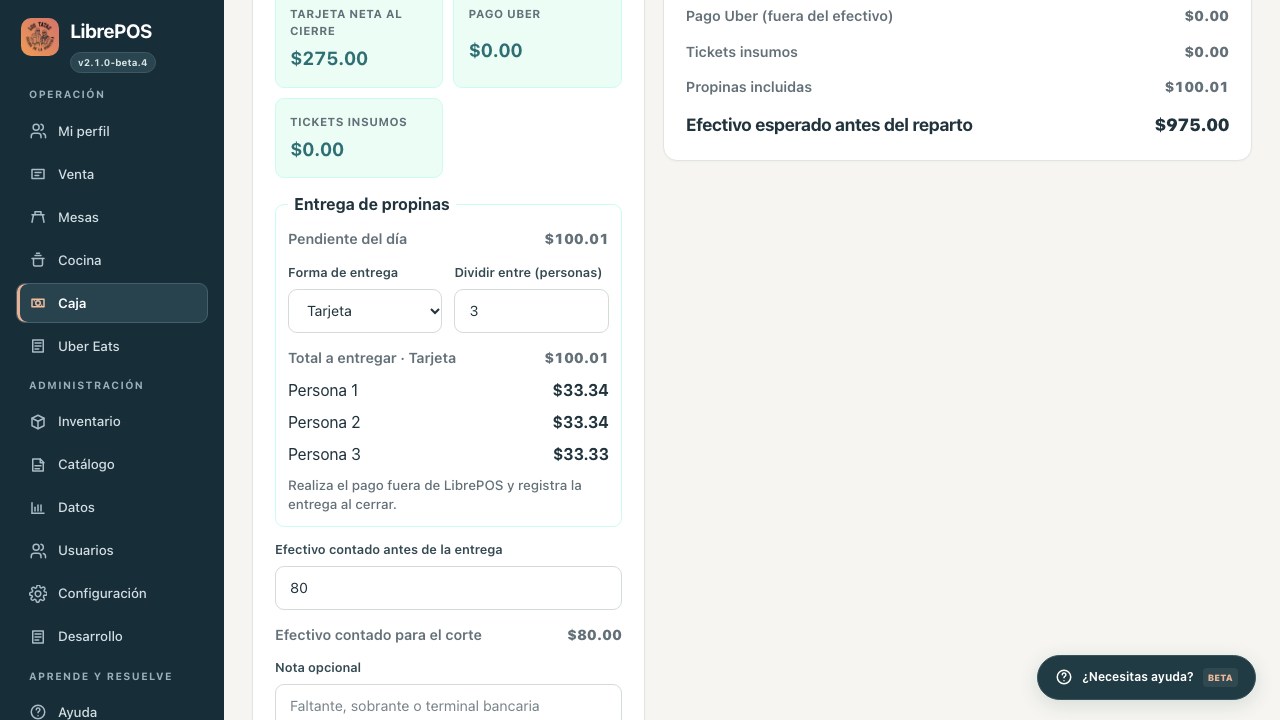 LibrePOS
v2.1.0-beta.4
OPERACIÓN
Mi perfil
Venta
Mesas
Cocina
Caja
Uber Eats
ADMINISTRACIÓN
Inventario
Catálogo
Datos
Usuarios
Configuración
Desarrollo
APRENDE Y RESUELVE
Ayuda
TARJETA NETA AL
CIERRE
$275.00
PAGO UBER
$0.00
TICKETS INSUMOS
$0.00
Entrega de propinas
Pendiente del día $100.01
Forma de entrega
Tarjeta
Dividir entre (personas)
3
Total a entregar · Tarjeta $100.01
Persona 1 $33.34
Persona 2 $33.34
Persona 3 $33.33
Realiza el pago fuera de LibrePOS y registra la
entrega al cerrar.
Efectivo contado antes de la entrega
80
Efectivo contado para el corte $80.00
Nota opcional
Faltante, sobrante o terminal bancaria
Pago Uber (fuera del efectivo) $0.00
Tickets insumos $0.00
Propinas incluidas $100.01
Efectivo esperado antes del reparto $975.00
¿Necesitas ayuda? BETA